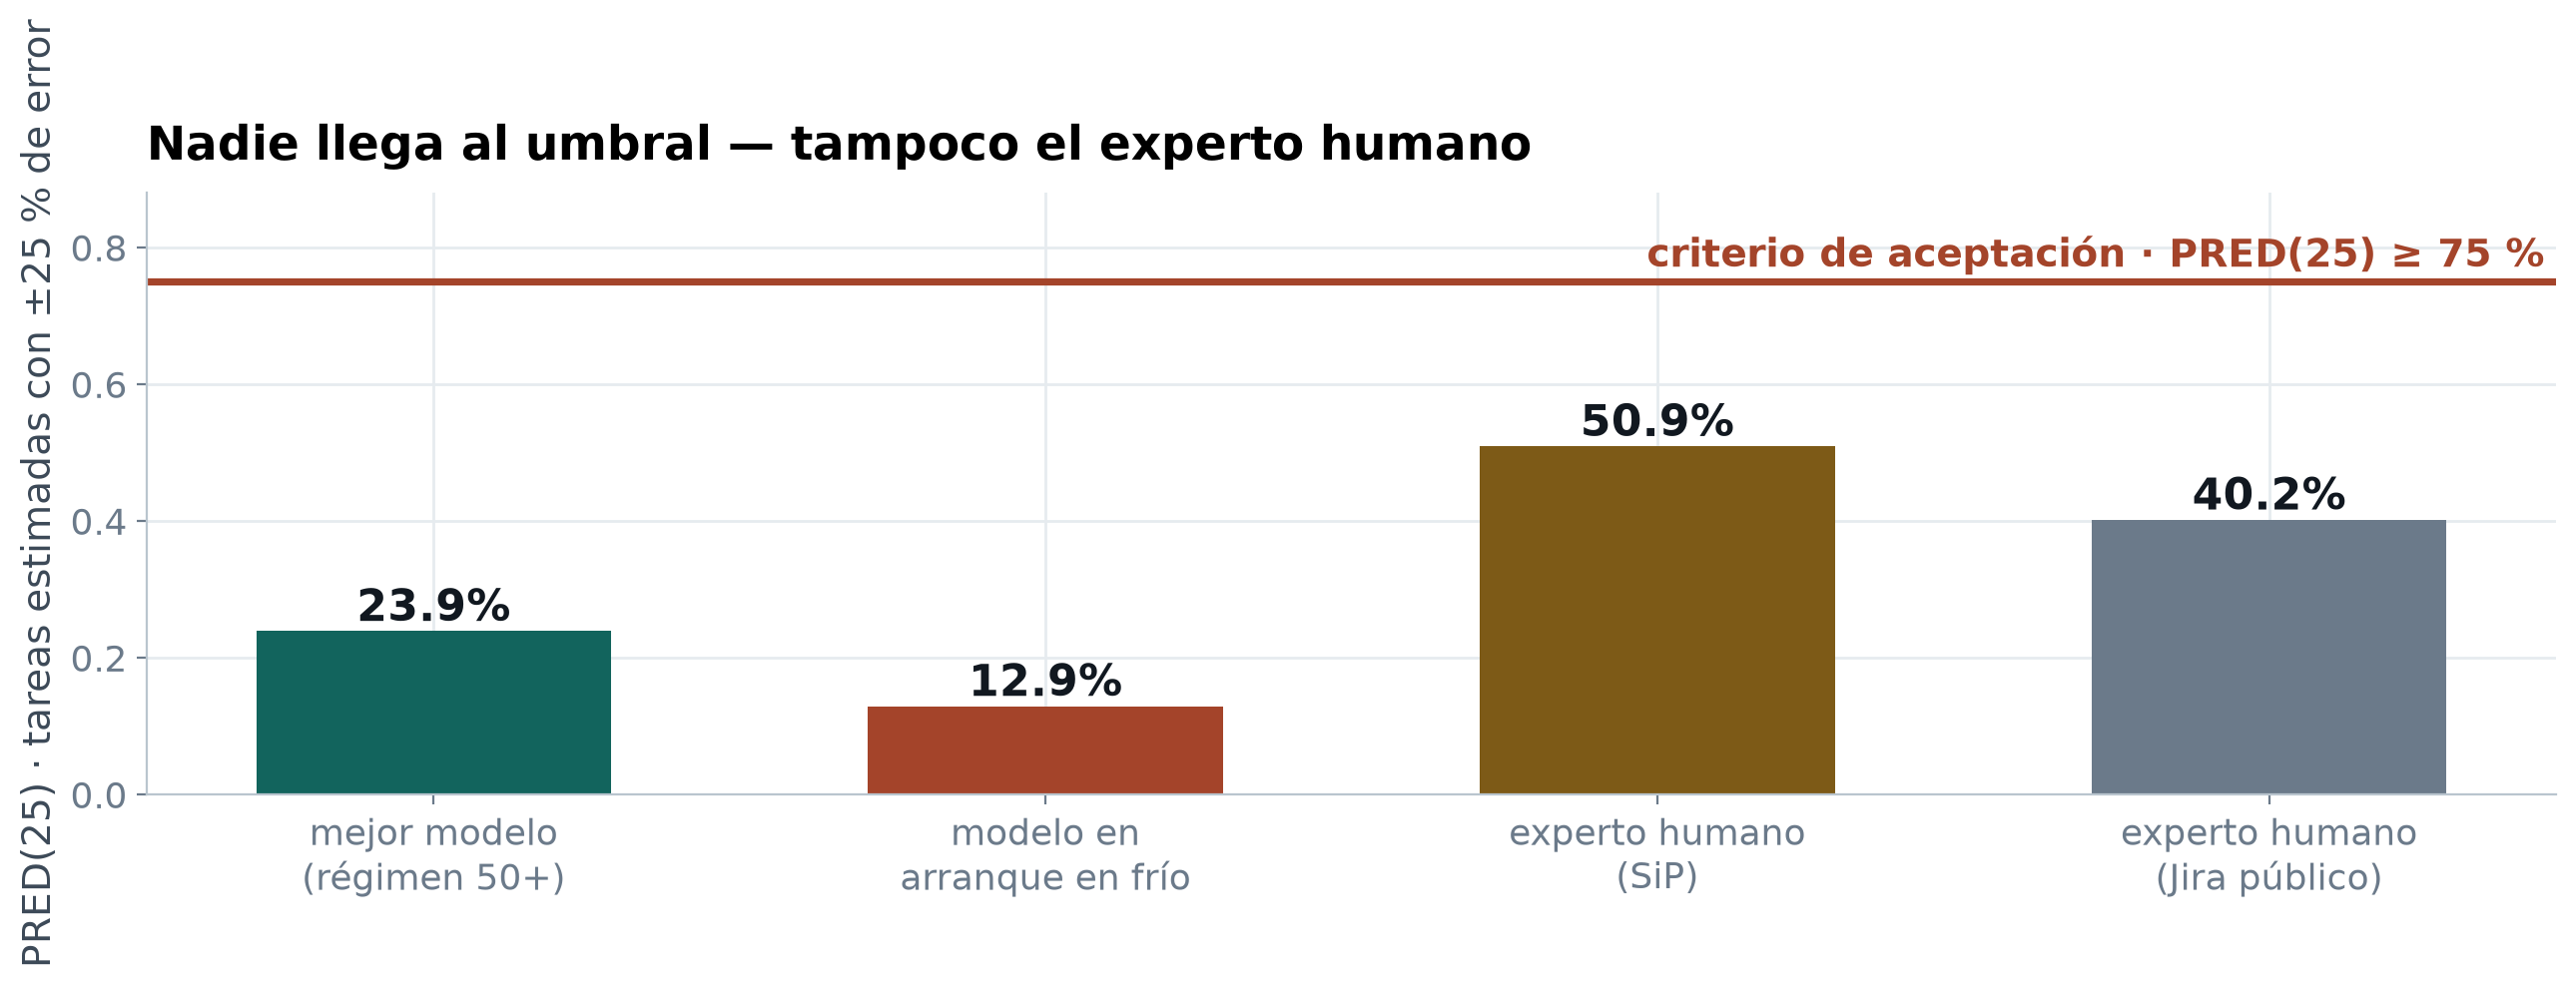 Nadie llega al umbral — tampoco el experto humano
PRED(25) · tareas estimadas con ±25 % de error
0.8
0.6
0.4
0.2
0.0
criterio de aceptación · PRED(25) ≥ 75 %
23.9%
12.9%
50.9%
40.2%
mejor modelo
(régimen 50+)
modelo en
arranque en frío
experto humano
(SiP)
experto humano
(Jira público)